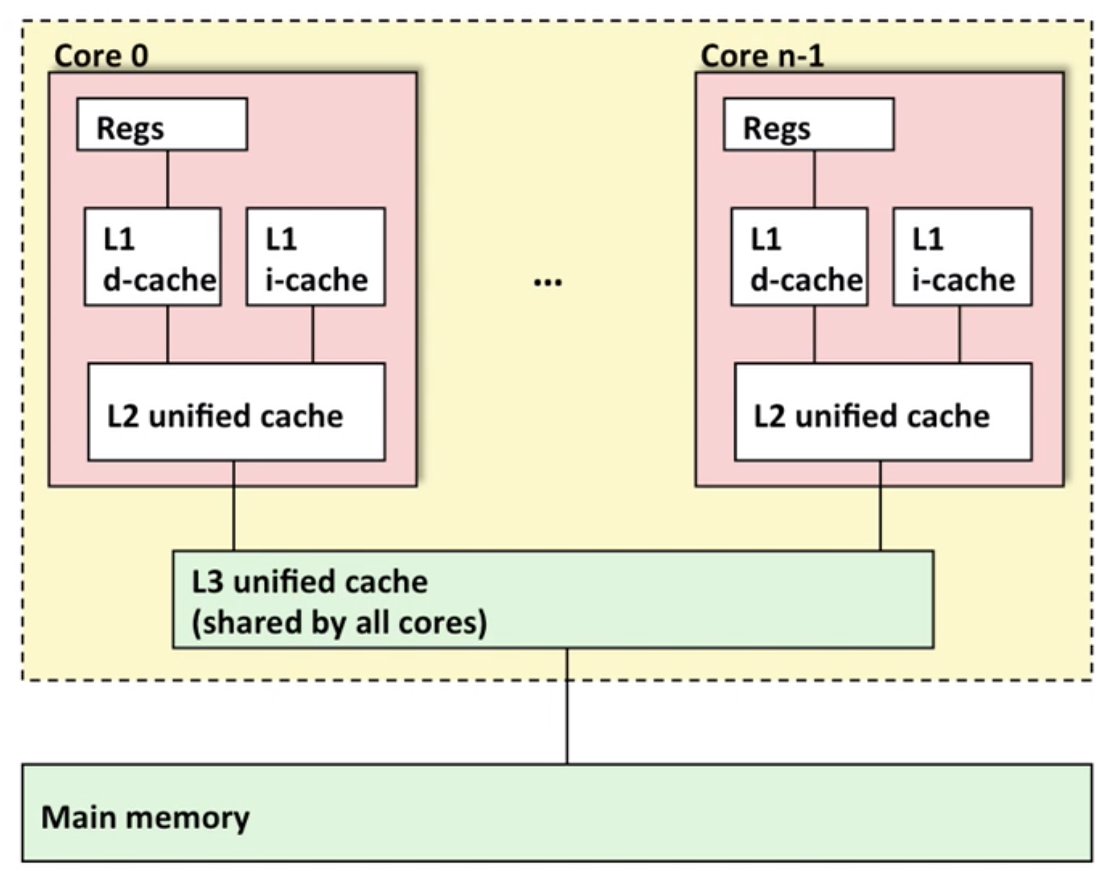 Core 0
Regs
L1
d-cache
L1
i-cache
L2 unified cache
...
Core n-1
Regs
L1
d-cache
L1
i-cache
L2 unified cache
L3 unified cache
(shared by all cores)
Main memory